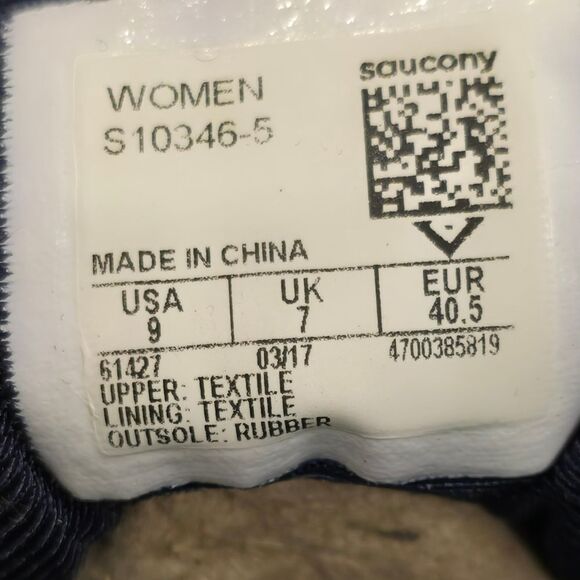 saucony
WOMEN
S10346-5
MADE IN CHINA
USA UK EUR
9 7 40.5
61427 03/17 4700385819
UPPER: TEXTILE
LINING: TEXTILE
OUTSOLE: RUBBER